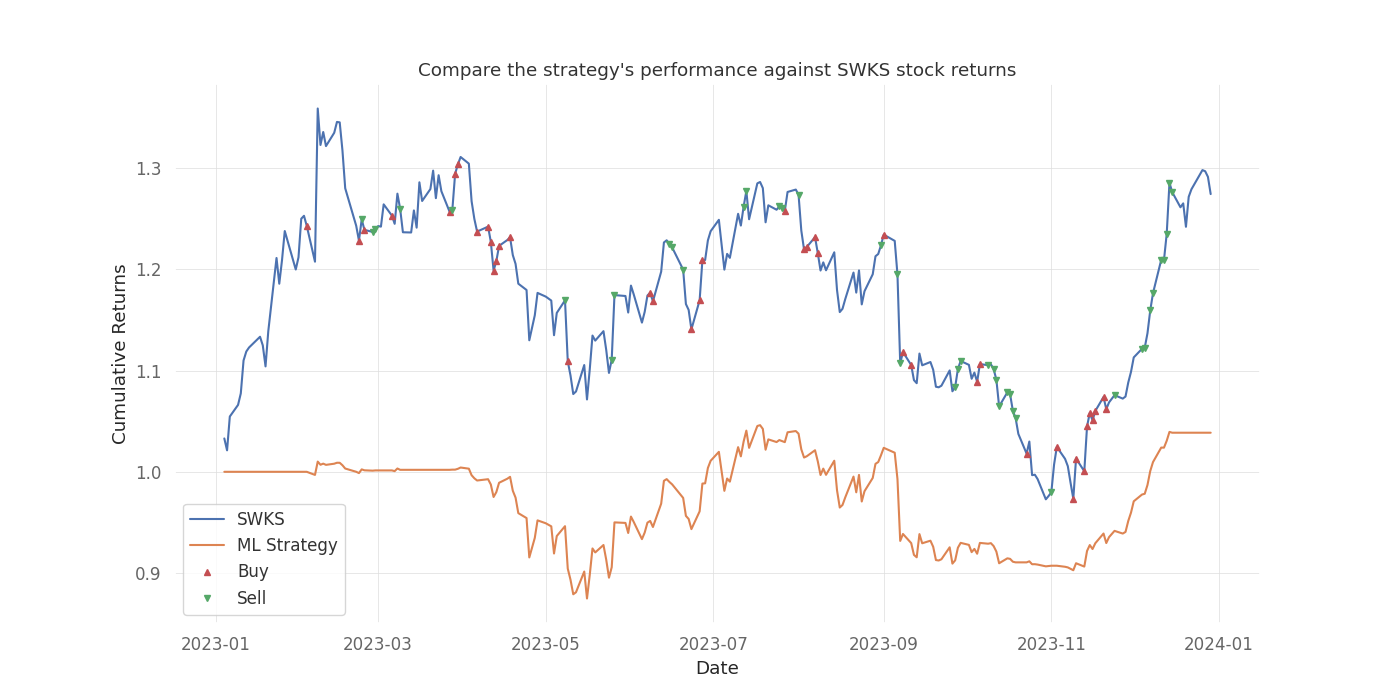 Compare the strategy's performance against SWKS stock returns
Cumulative Returns
1.3
1.2
1.1
1.0
0.9
SWKS
ML Strategy
Buy
Sell
2023-01
2023-03
2023-05
2023-07
2023-09
2023-11
2024-01
Date